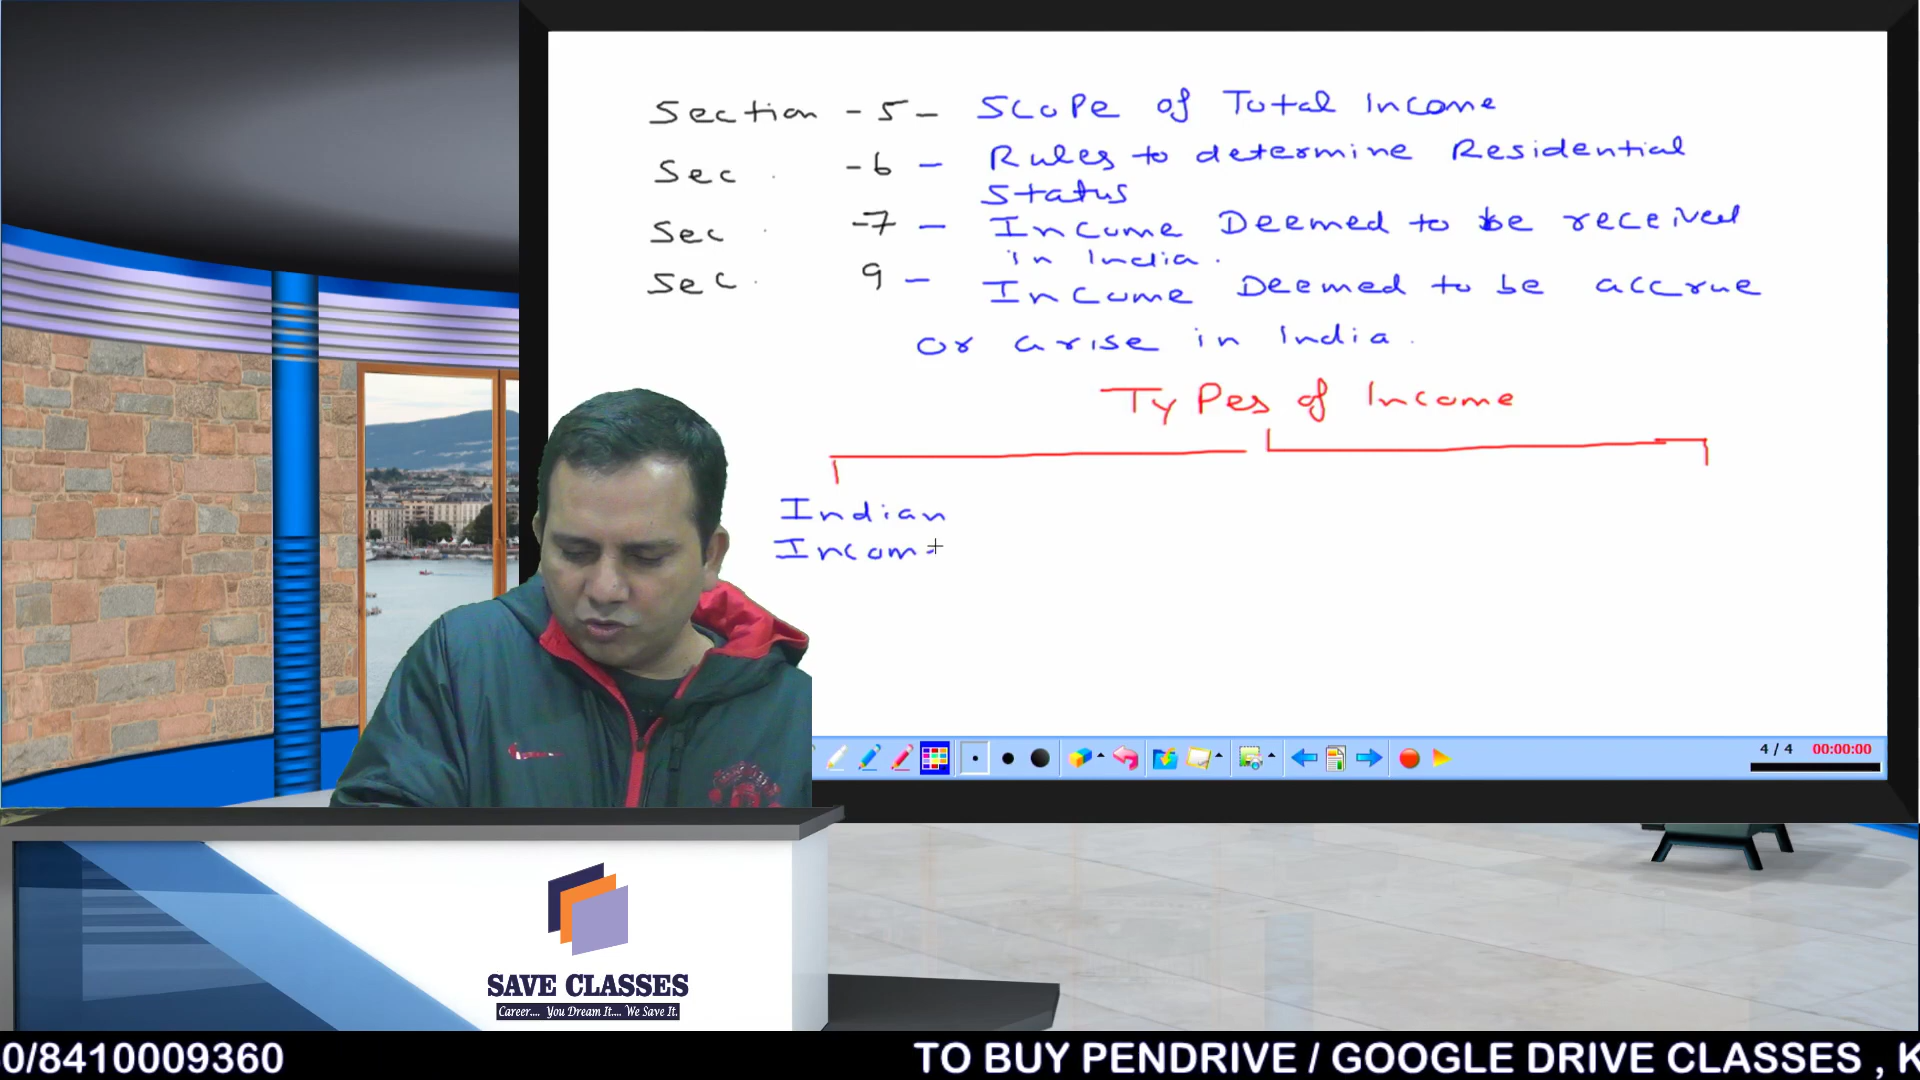 Section - 5 - Scope of Total Income
Sec - 6 - Rules to determine Residential
Status
Sec - 7 - Income Deemed to be received
in India.
Sec 9 - Income Deemed to be accrue
or arise in India.
Types of Income
Indian
Incom
4 / 4 00:00:00
SAVE CLASSES
Career.... You Dream It.... We Save It.
0/8410009360 TO BUY PENDRIVE / GOOGLE DRIVE CLASSES , K